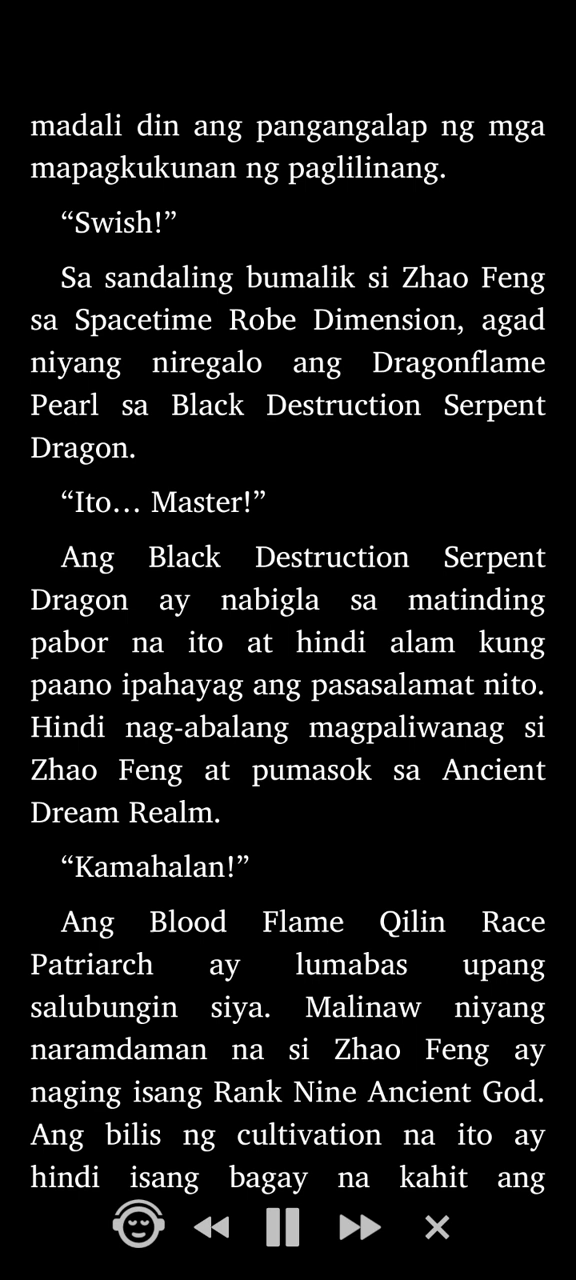 madali din ang pangangalap ng mga
mapagkukunan ng paglilinang.
“Swish!”
Sa sandaling bumalik si Zhao Feng
sa Spacetime Robe Dimension, agad
niyang niregalo ang Dragonflame
Pearl sa Black Destruction Serpent
Dragon.
“Ito… Master!”
Ang Black Destruction Serpent
Dragon ay nabigla sa matinding
pabor na ito at hindi alam kung
paano ipahayag ang pasasalamat nito.
Hindi nag-abalang magpaliwanag si
Zhao Feng at pumasok sa Ancient
Dream Realm.
“Kamahalan!”
Ang Blood Flame Qilin Race
Patriarch ay lumabas upang
salubungin siya. Malinaw niyang
naramdaman na si Zhao Feng ay
naging isang Rank Nine Ancient God.
Ang bilis ng cultivation na ito ay
hindi isang bagay na kahit ang